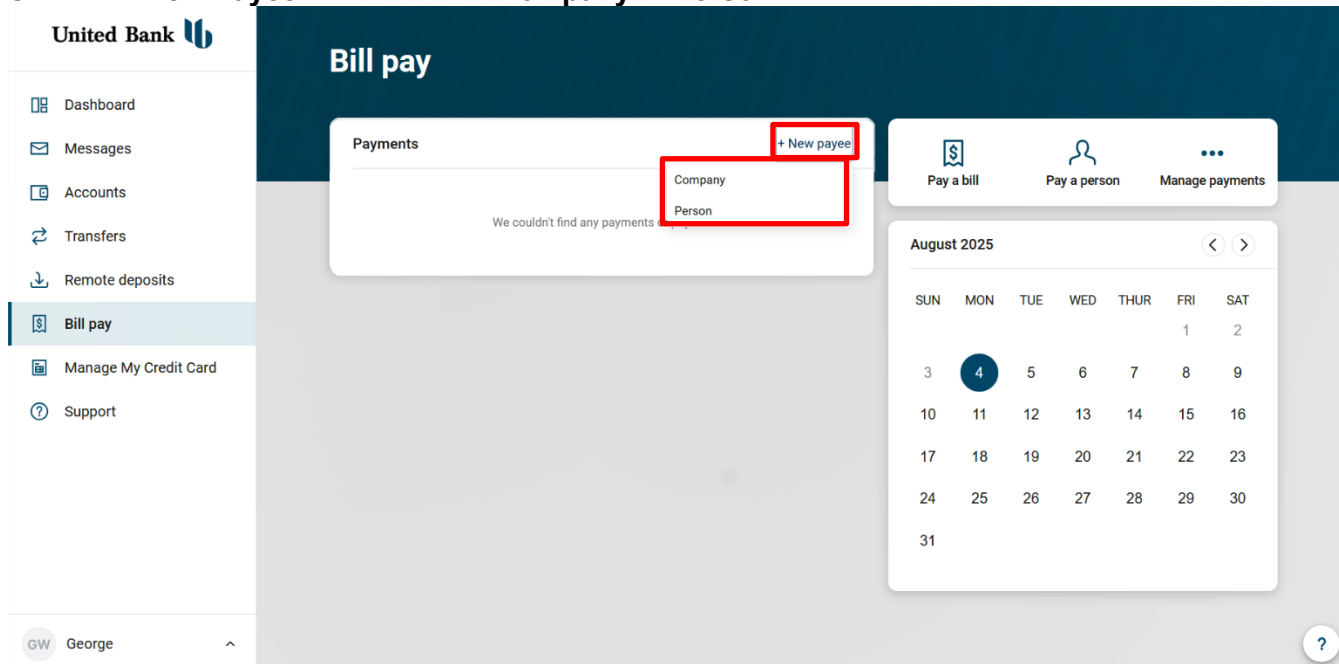 United Bank
Bill pay
Dashboard
Messages
Accounts
Transfers
Remote deposits
Bill pay
Manage My Credit Card
Support
GW George
Payments + New payee
Company
Person
We couldn't find any payments
Pay a bill Pay a person Manage payments
August 2025
SUN MON TUE WED THUR FRI SAT
1 2
3 4 5 6 7 8 9
10 11 12 13 14 15 16
17 18 19 20 21 22 23
24 25 26 27 28 29 30
31
?